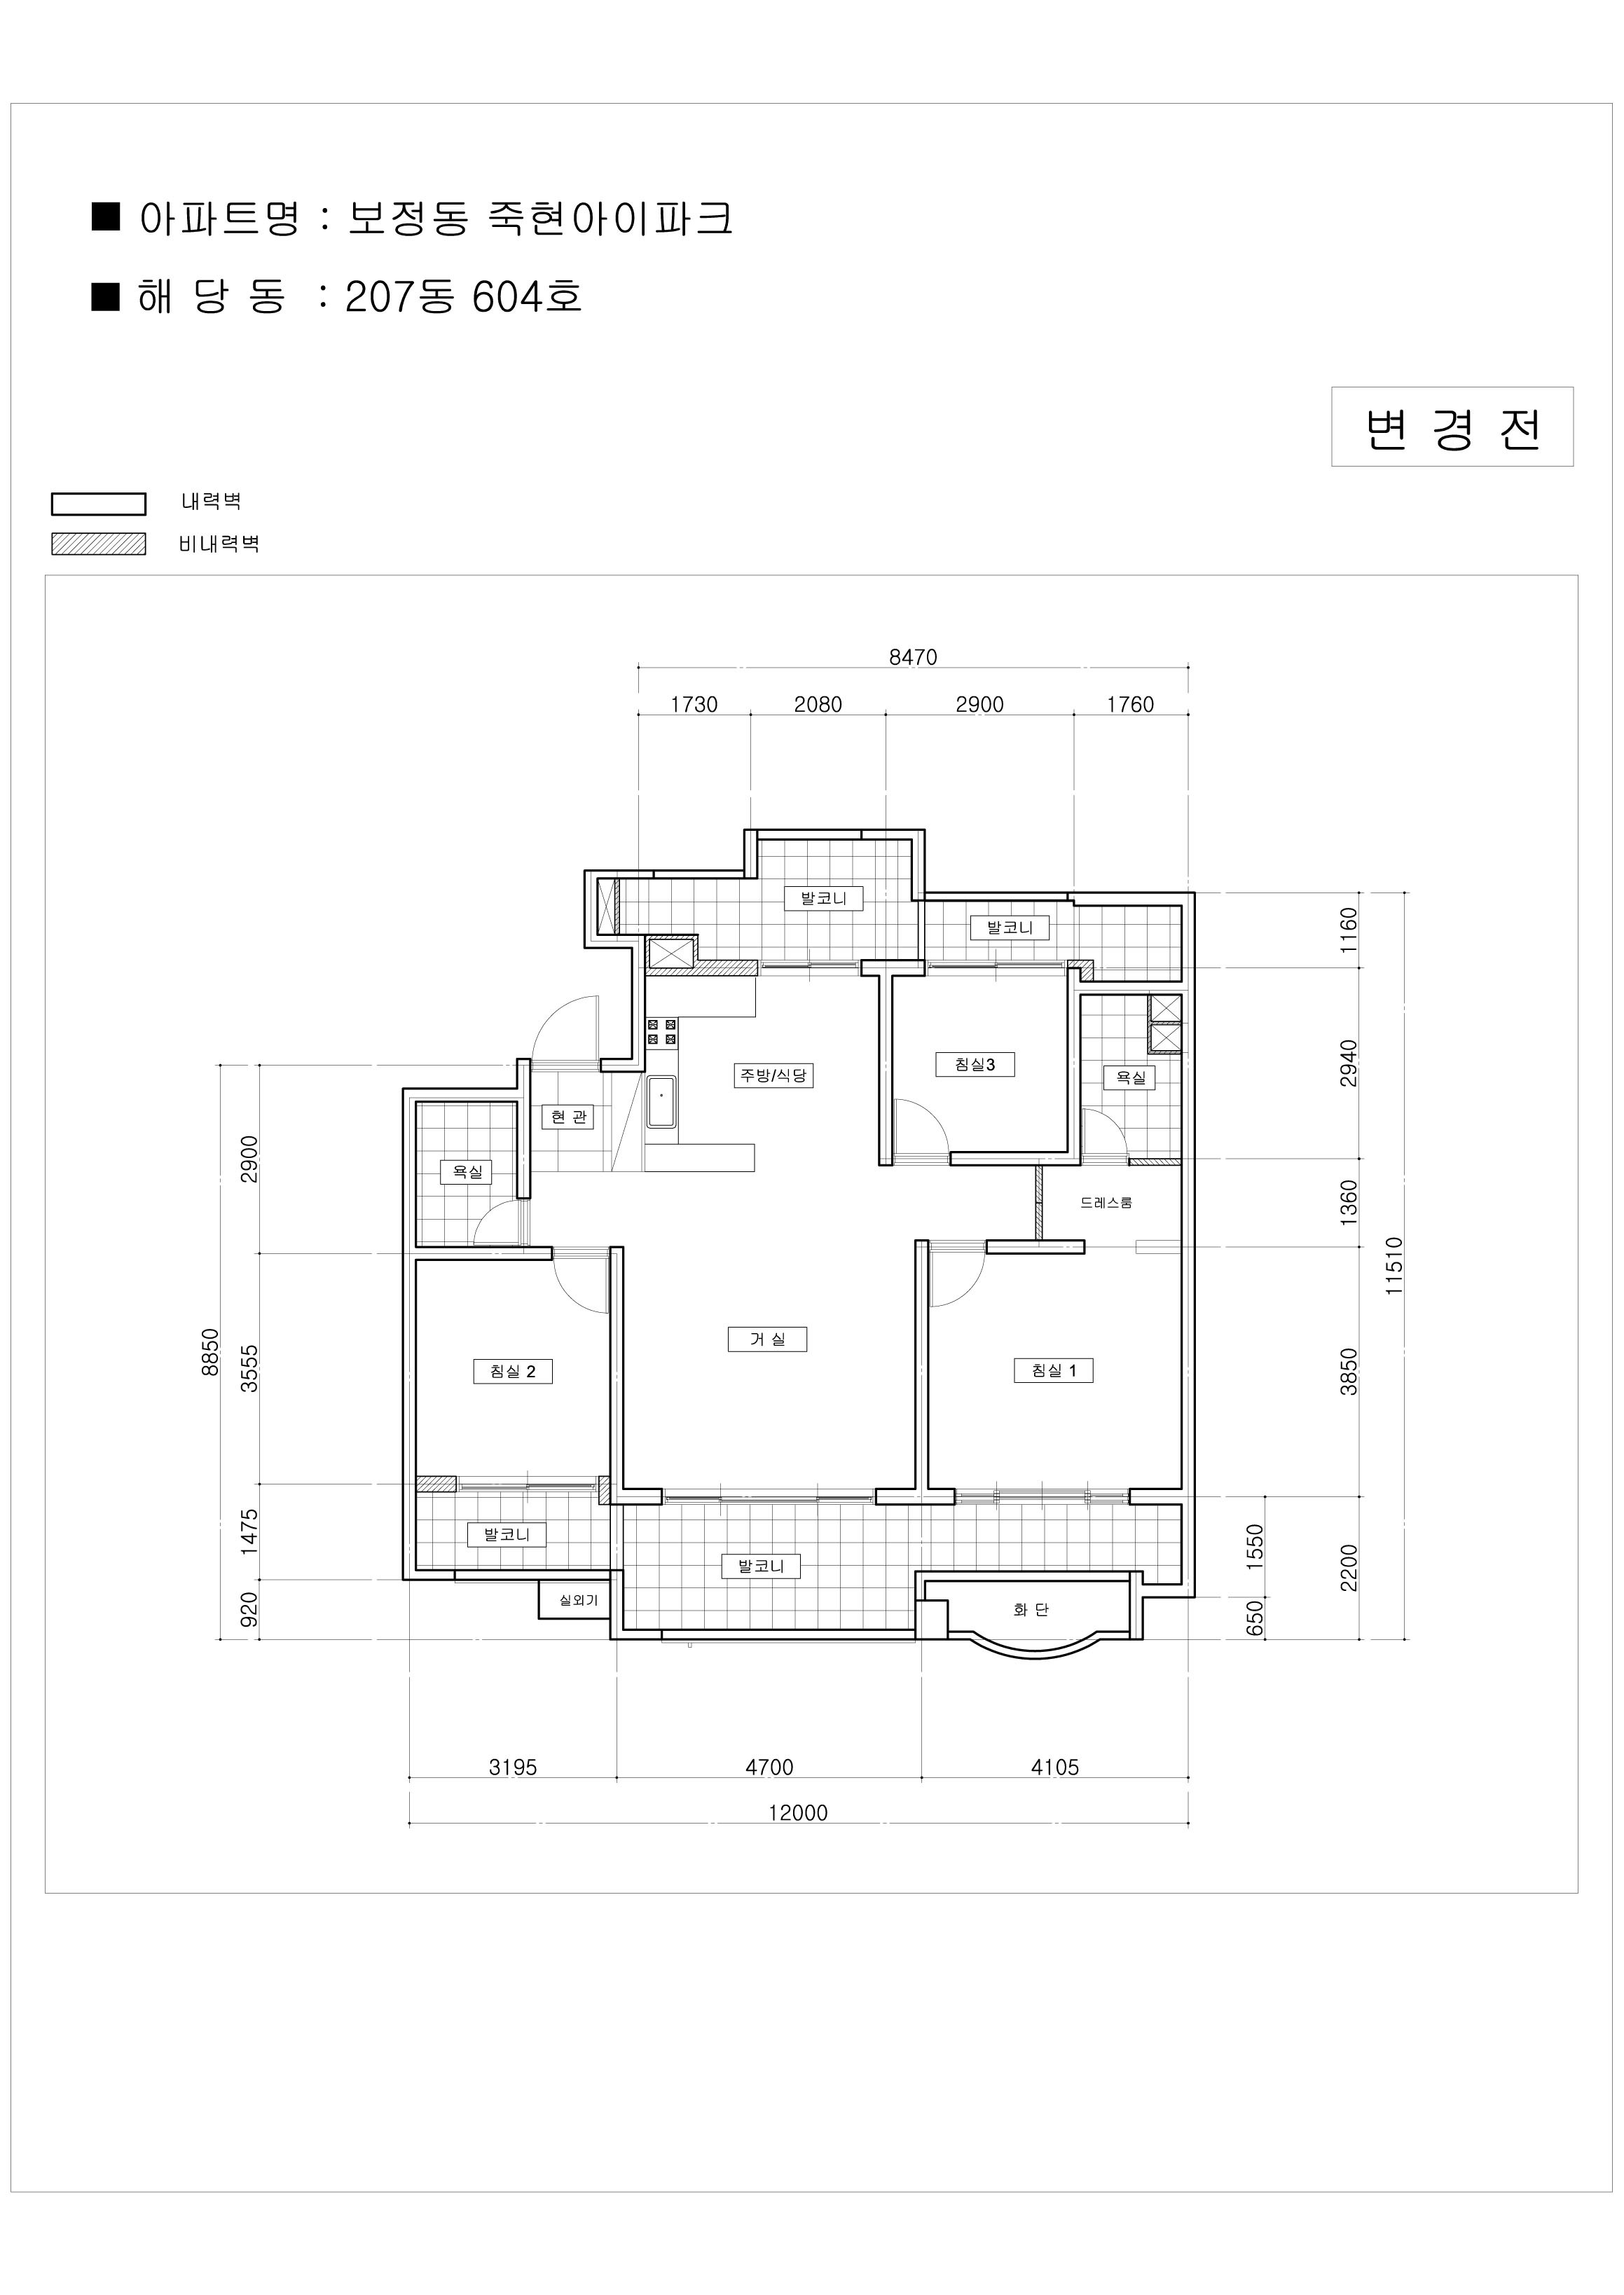 ■ 아파트명 : 보정동 죽현아이파크
■ 해 당 동 : 207동 604호
변 경 전
내력벽
비내력벽
8470
1730 2080 2900 1760
발코니
발코니
1160
2940
침실3
주방/식당
욕실
현 관
2900
욕실
1360
드레스룸
11510
8850
3555
거 실
침실 2
침실 1
3850
1475
발코니
발코니
1550
2200
920
실외기
화 단
650
3195 4700 4105
12000